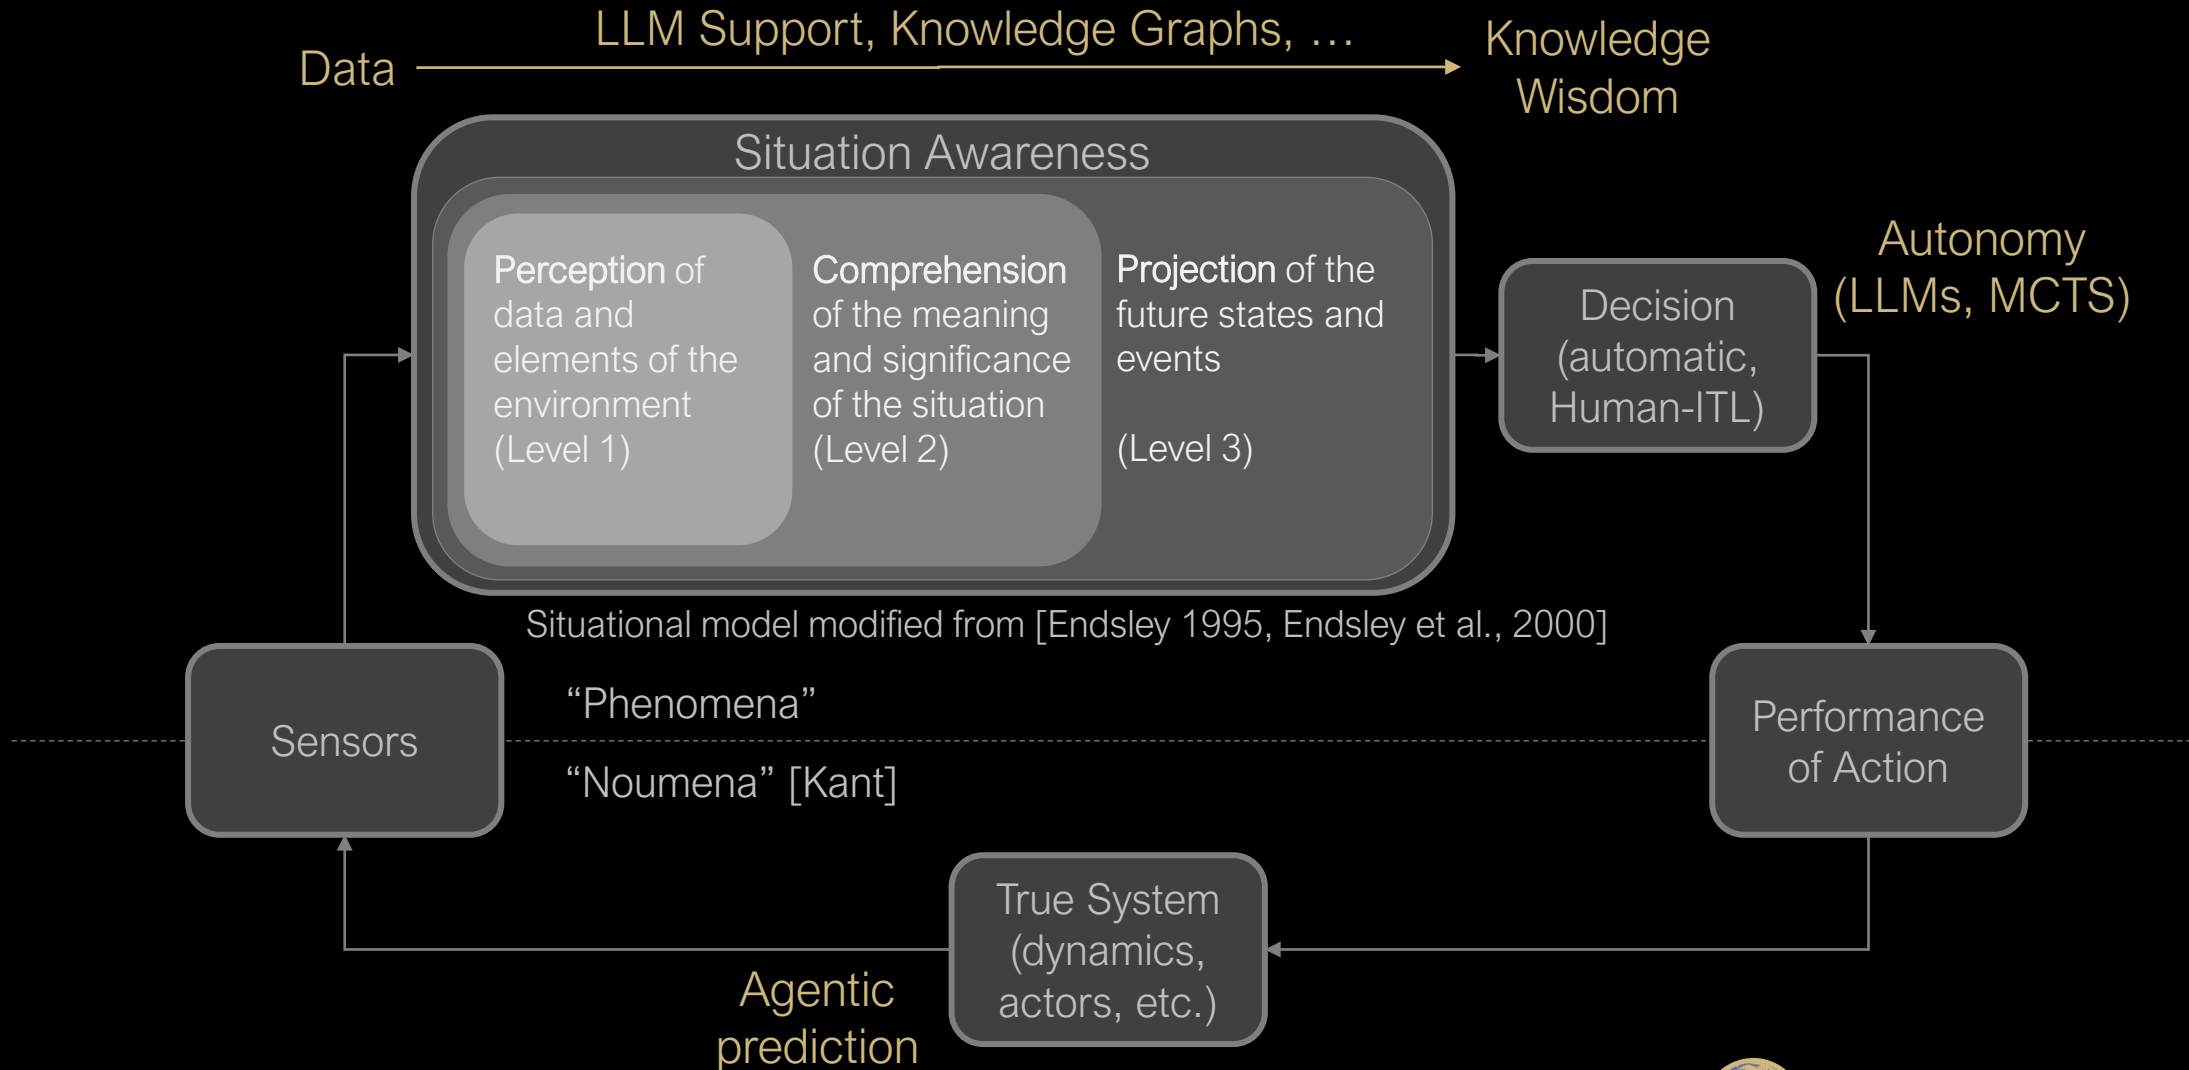 LLM Support, Knowledge Graphs, …
Data
Knowledge
Wisdom
Situation Awareness
Perception of
data and
elements of the
environment
(Level 1)
Comprehension
of the meaning
and significance
of the situation
(Level 2)
Projection of the
future states and
events
(Level 3)
Autonomy
(LLMs, MCTS)
Decision
(automatic,
Human-ITL)
Situational model modified from [Endsley 1995, Endsley et al., 2000]
Sensors
“Phenomena”
“Noumena” [Kant]
Performance
of Action
True System
(dynamics,
actors, etc.)
Agentic
prediction